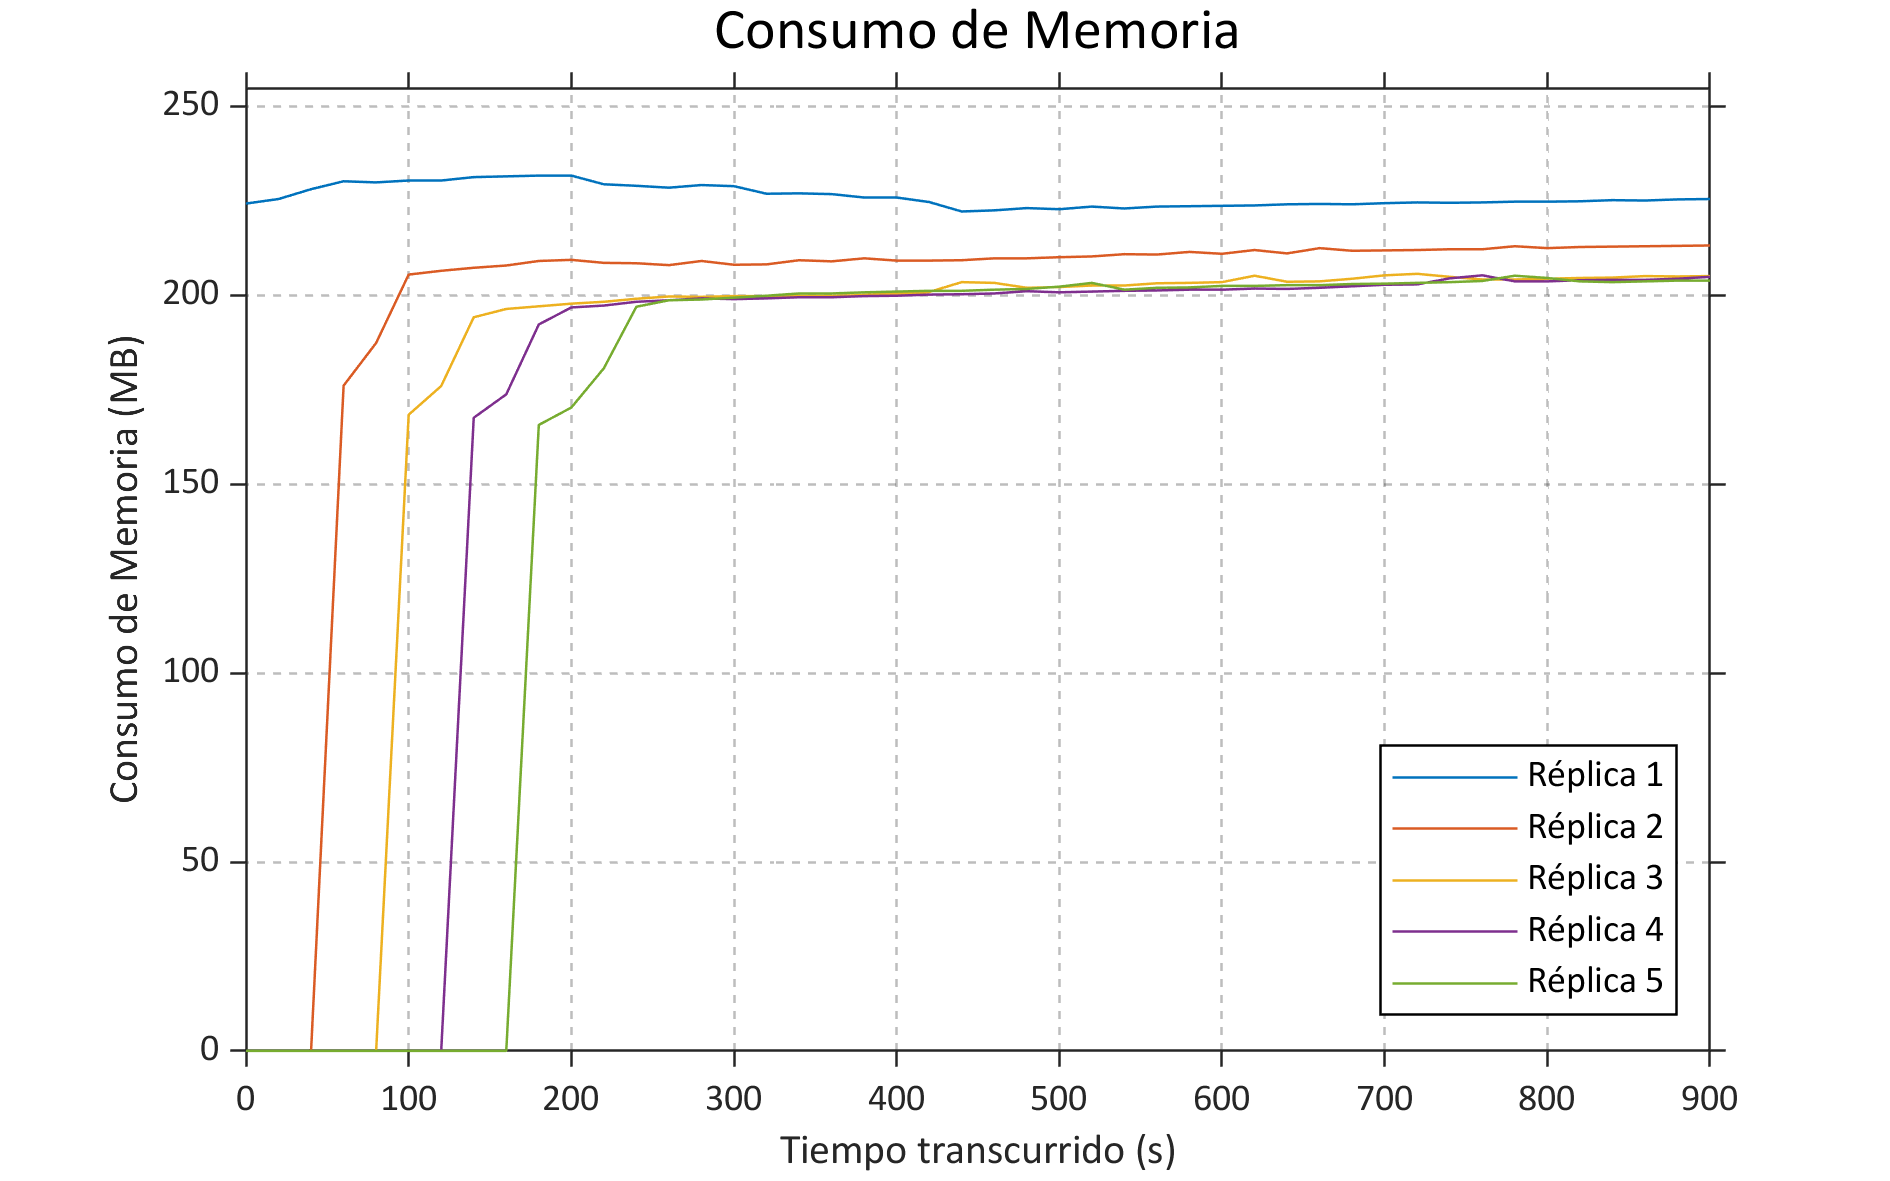 Consumo de Memoria
Consumo de Memoria (MB)
250
200
150
100
50
0
0 100 200 300 400 500 600 700 800 900
Tiempo transcurrido (s)
Réplica 1
Réplica 2
Réplica 3
Réplica 4
Réplica 5